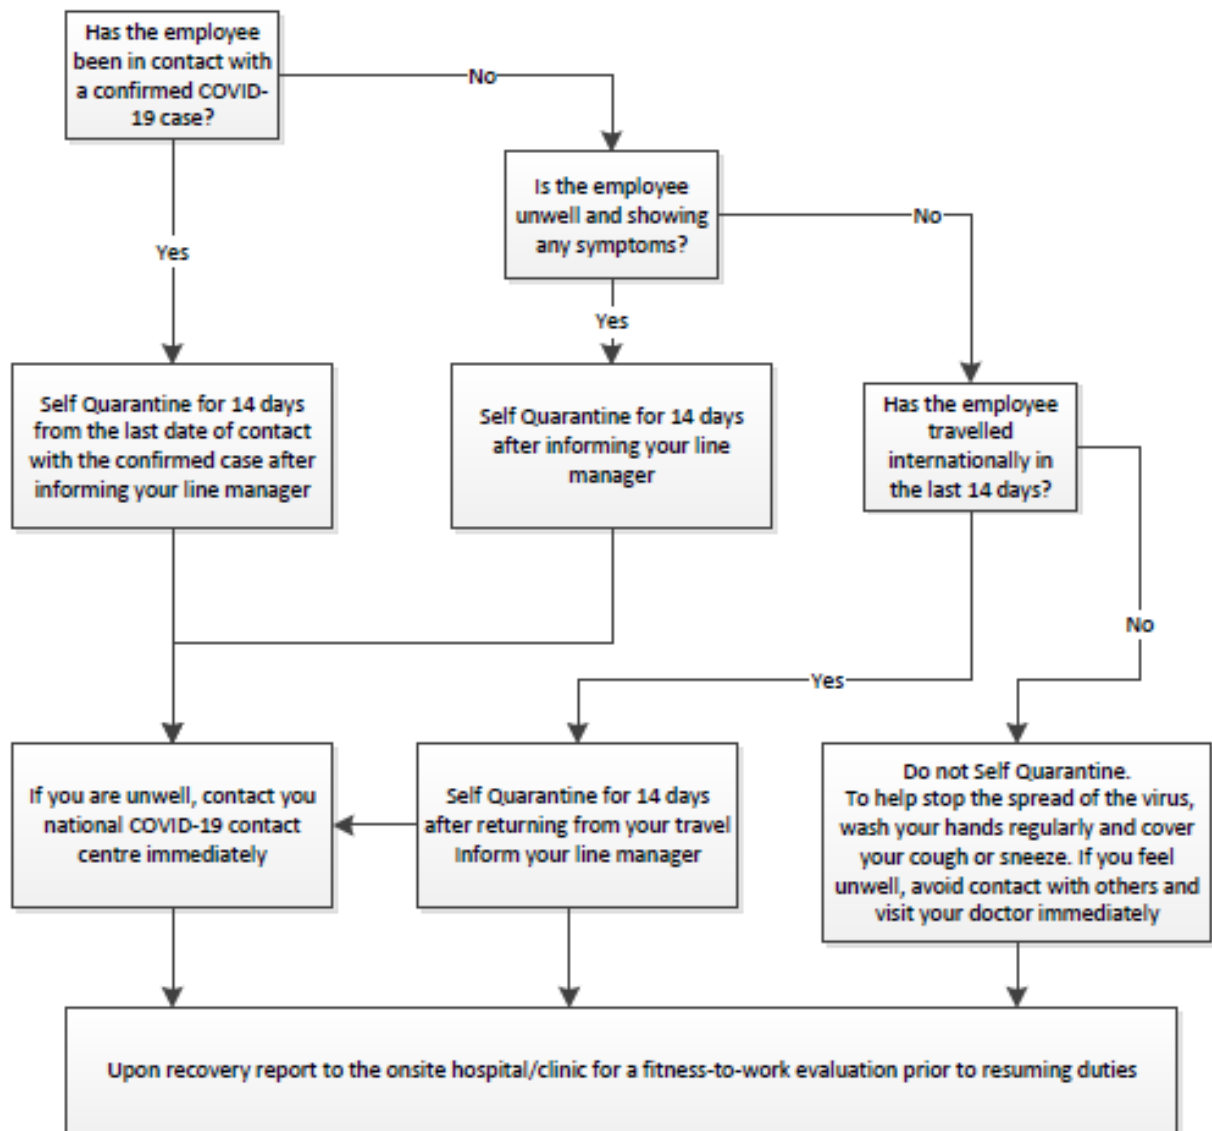 Has the employee
been in contact with
a confirmed COVID-
19 case?
No
Is the employee
unwell and showing
any symptoms?
No
Yes
Yes
Self Quarantine for 14 days
from the last date of contact
with the confirmed case after
informing your line manager
Self Quarantine for 14 days
after informing your line
manager
Has the employee
travelled
internationally in
the last 14 days?
No
Yes
If you are unwell, contact you
national COVID-19 contact
centre immediately
Self Quarantine for 14 days
after returning from your travel
Inform your line manager
Do not Self Quarantine.
To help stop the spread of the virus,
wash your hands regularly and cover
your cough or sneeze. If you feel
unwell, avoid contact with others and
visit your doctor immediately
Upon recovery report to the onsite hospital/clinic for a fitness-to-work evaluation prior to resuming duties